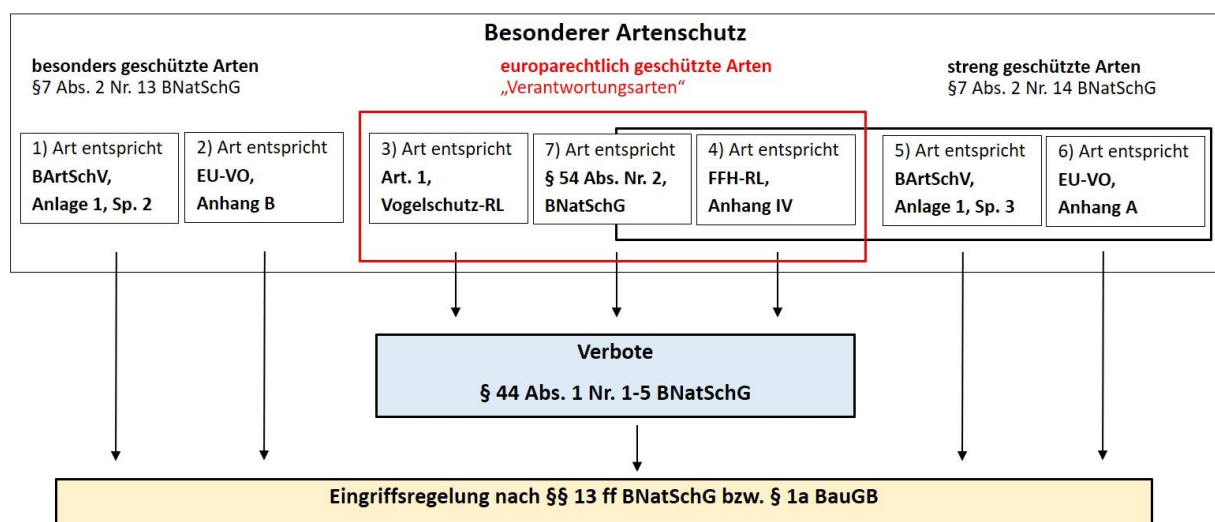 Besonderer Artenschutz
besonders geschützte Arten
§7 Abs. 2 Nr. 13 BNatSchG
europarechtlich geschützte Arten
„Verantwortungsarten“
streng geschützte Arten
§7 Abs. 2 Nr. 14 BNatSchG
1) Art entspricht
BArtSchV,
Anlage 1, Sp. 2
2) Art entspricht
EU-VO,
Anhang B
3) Art entspricht
Art. 1,
Vogelschutz-RL
7) Art entspricht
§ 54 Abs. Nr. 2,
BNatSchG
4) Art entspricht
FFH-RL,
Anhang IV
5) Art entspricht
BArtSchV,
Anlage 1, Sp. 3
6) Art entspricht
EU-VO,
Anhang A
Verbote
§ 44 Abs. 1 Nr. 1-5 BNatSchG
Eingriffsregelung nach §§ 13 ff BNatSchG bzw. § 1a BauGB